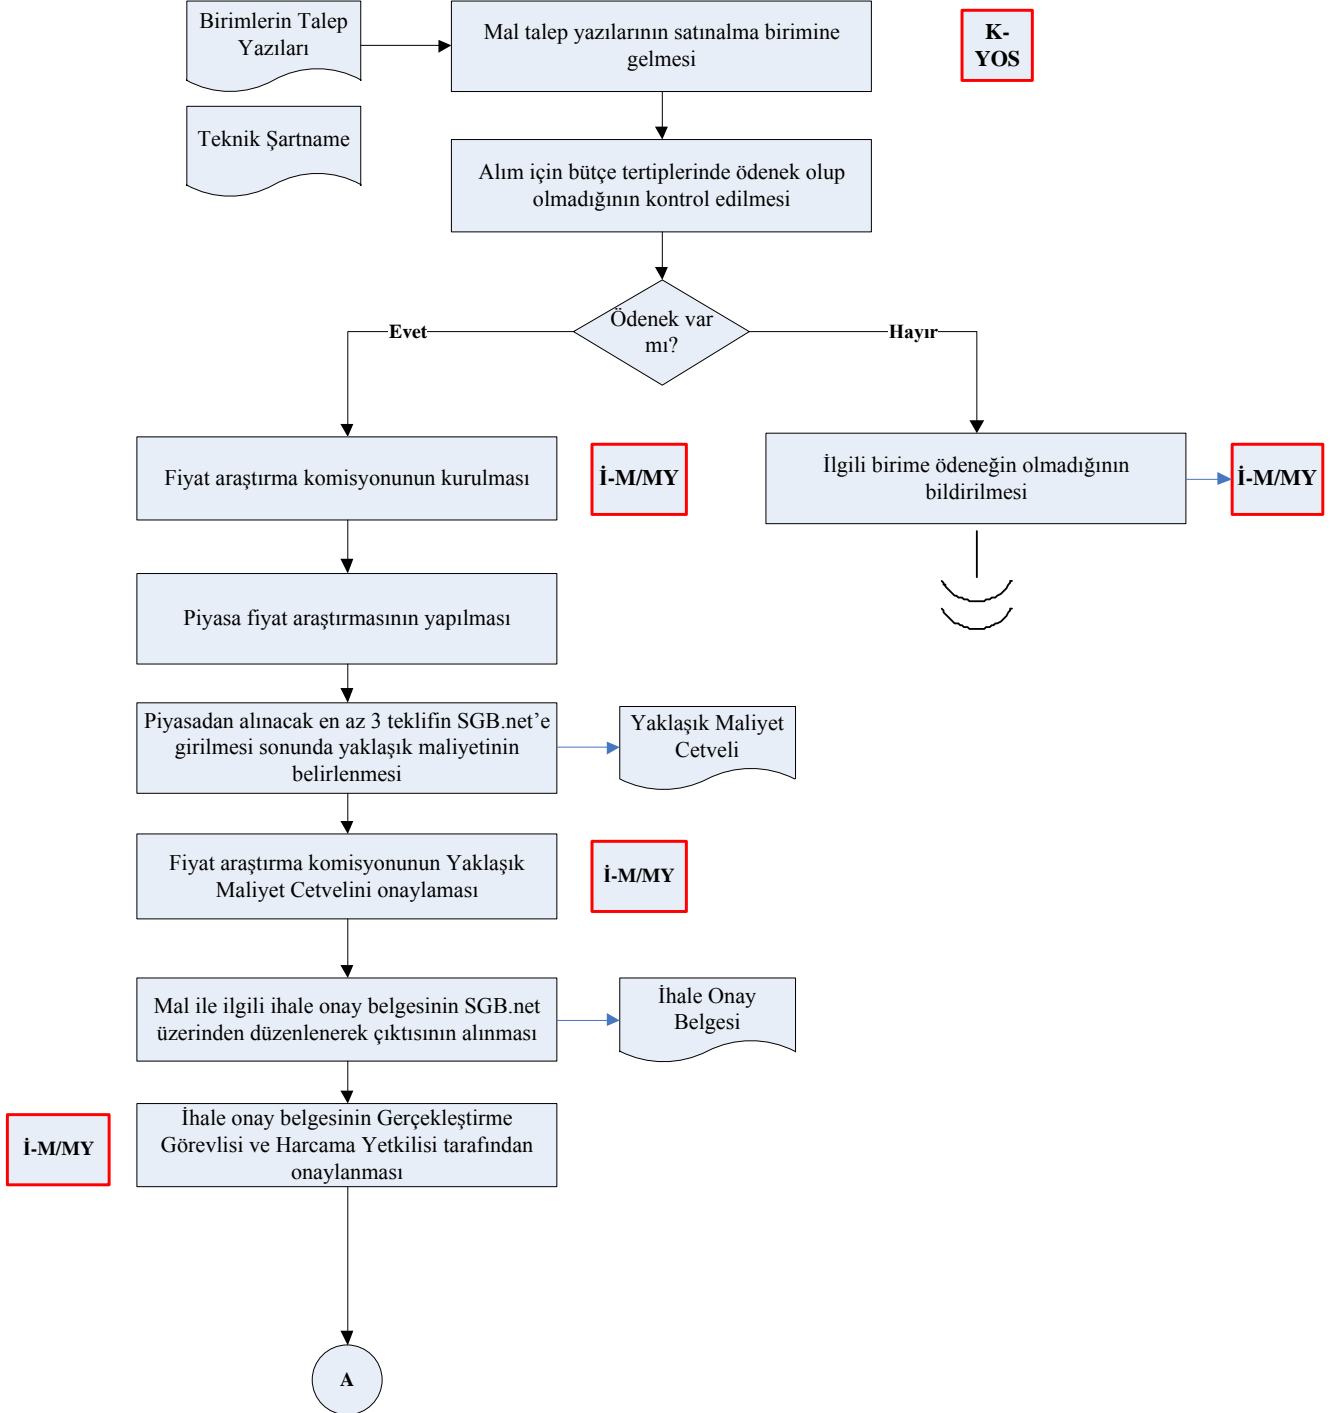 Birimlerin Talep
Yazıları
Mal talep yazılarının satınalma birimine
gelmesi
K-
YOS
Teknik Şartname
Alım için bütçe tertiplerinde ödenek olup
olmadığının kontrol edilmesi
Ödenek var
mı?
Evet
Hayır
Fiyat araştırma komisyonunun kurulması
İ-M/MY
İlgili birime ödeneğin olmadığının
bildirilmesi
İ-M/MY
Piyasa fiyat araştırmasının yapılması
Piyasadan alınacak en az 3 teklifin SGB.net’e
girilmesi sonunda yaklaşık maliyetinin
belirlenmesi
Yaklaşık Maliyet
Cetveli
Fiyat araştırma komisyonunun Yaklaşık
Maliyet Cetvelini onaylaması
İ-M/MY
Mal ile ilgili ihale onay belgesinin SGB.net
üzerinden düzenlenerek çıktısının alınması
İhale Onay
Belgesi
İ-M/MY
İhale onay belgesinin Gerçekleştirme
Görevlisi ve Harcama Yetkilisi tarafından
onaylanması
A